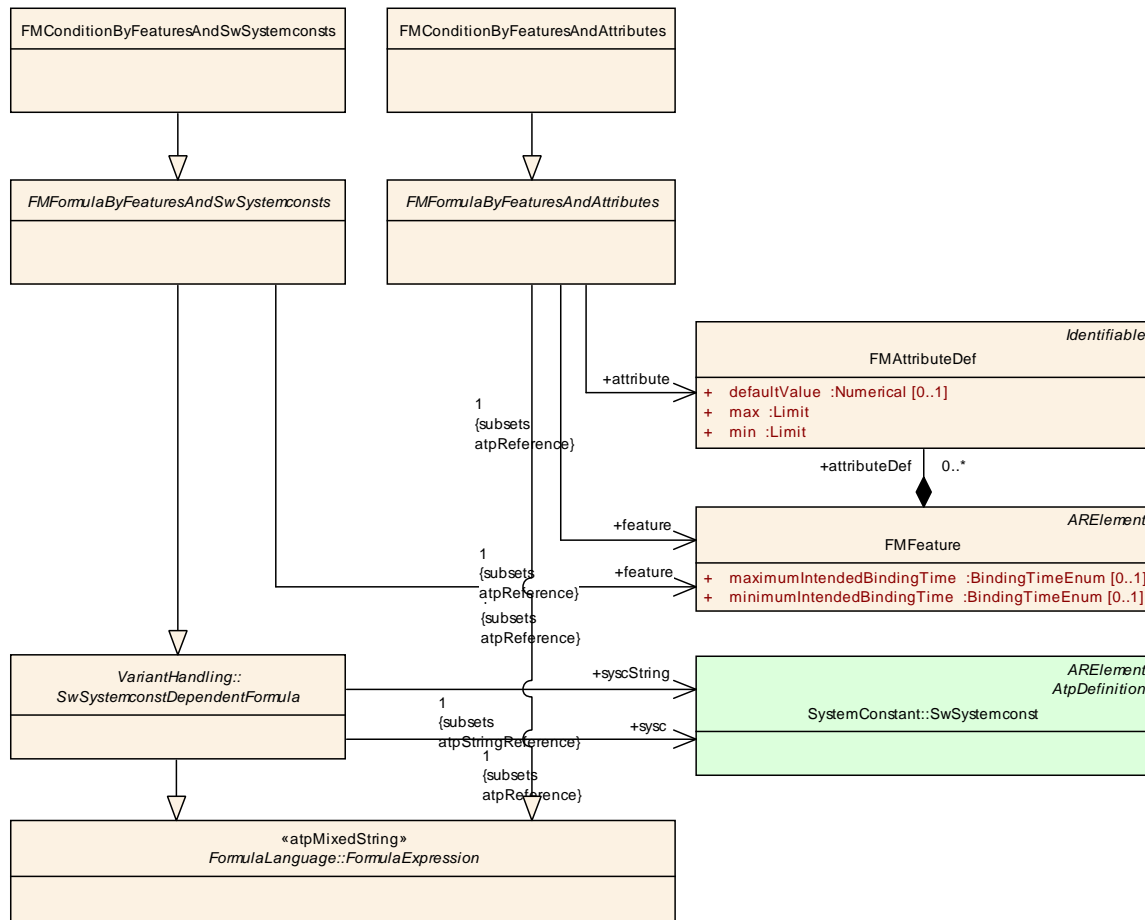 FMConditionByFeaturesAndSwSystemconsts
FMConditionByFeaturesAndAttributes
FMFormulaByFeaturesAndSwSystemconsts
FMFormulaByFeaturesAndAttributes
Identifiable
FMAttributeDef
+ defaultValue :Numerical [0..1]
+ max :Limit
+ min :Limit
+attribute
1
{subsets
atpReference}
+attributeDef
0..*
ARElement
FMFeature
+ maximumIntendedBindingTime :BindingTimeEnum [0..1]
+ minimumIntendedBindingTime :BindingTimeEnum [0..1]
+feature
1
{subsets
atpReference}
+feature
{subsets
atpReference}
VariantHandling::
SwSystemconstDependentFormula
+syscString
1
{subsets
atpStringReference}
+sysc
1
{subsets
atpReference}
ARElement
AtpDefinition
SystemConstant::SwSystemconst
«atpMixedString»
FormulaLanguage::FormulaExpression